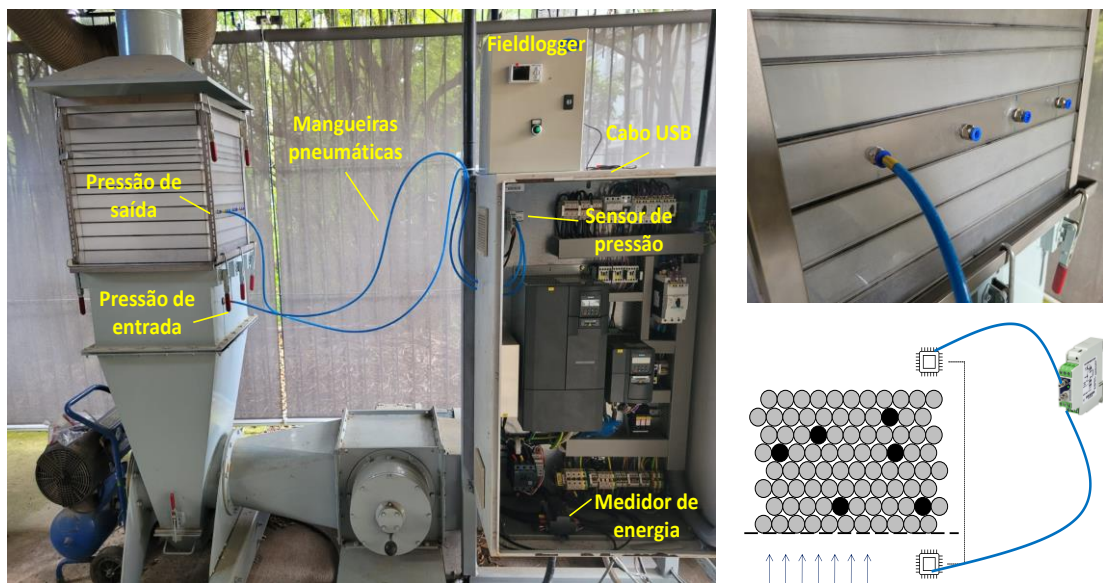 Fieldlogger
Mangueiras
pneumáticas
Cabo USB
Pressão de
saída
Sensor de
pressão
Pressão de
entrada
Medidor de
energia